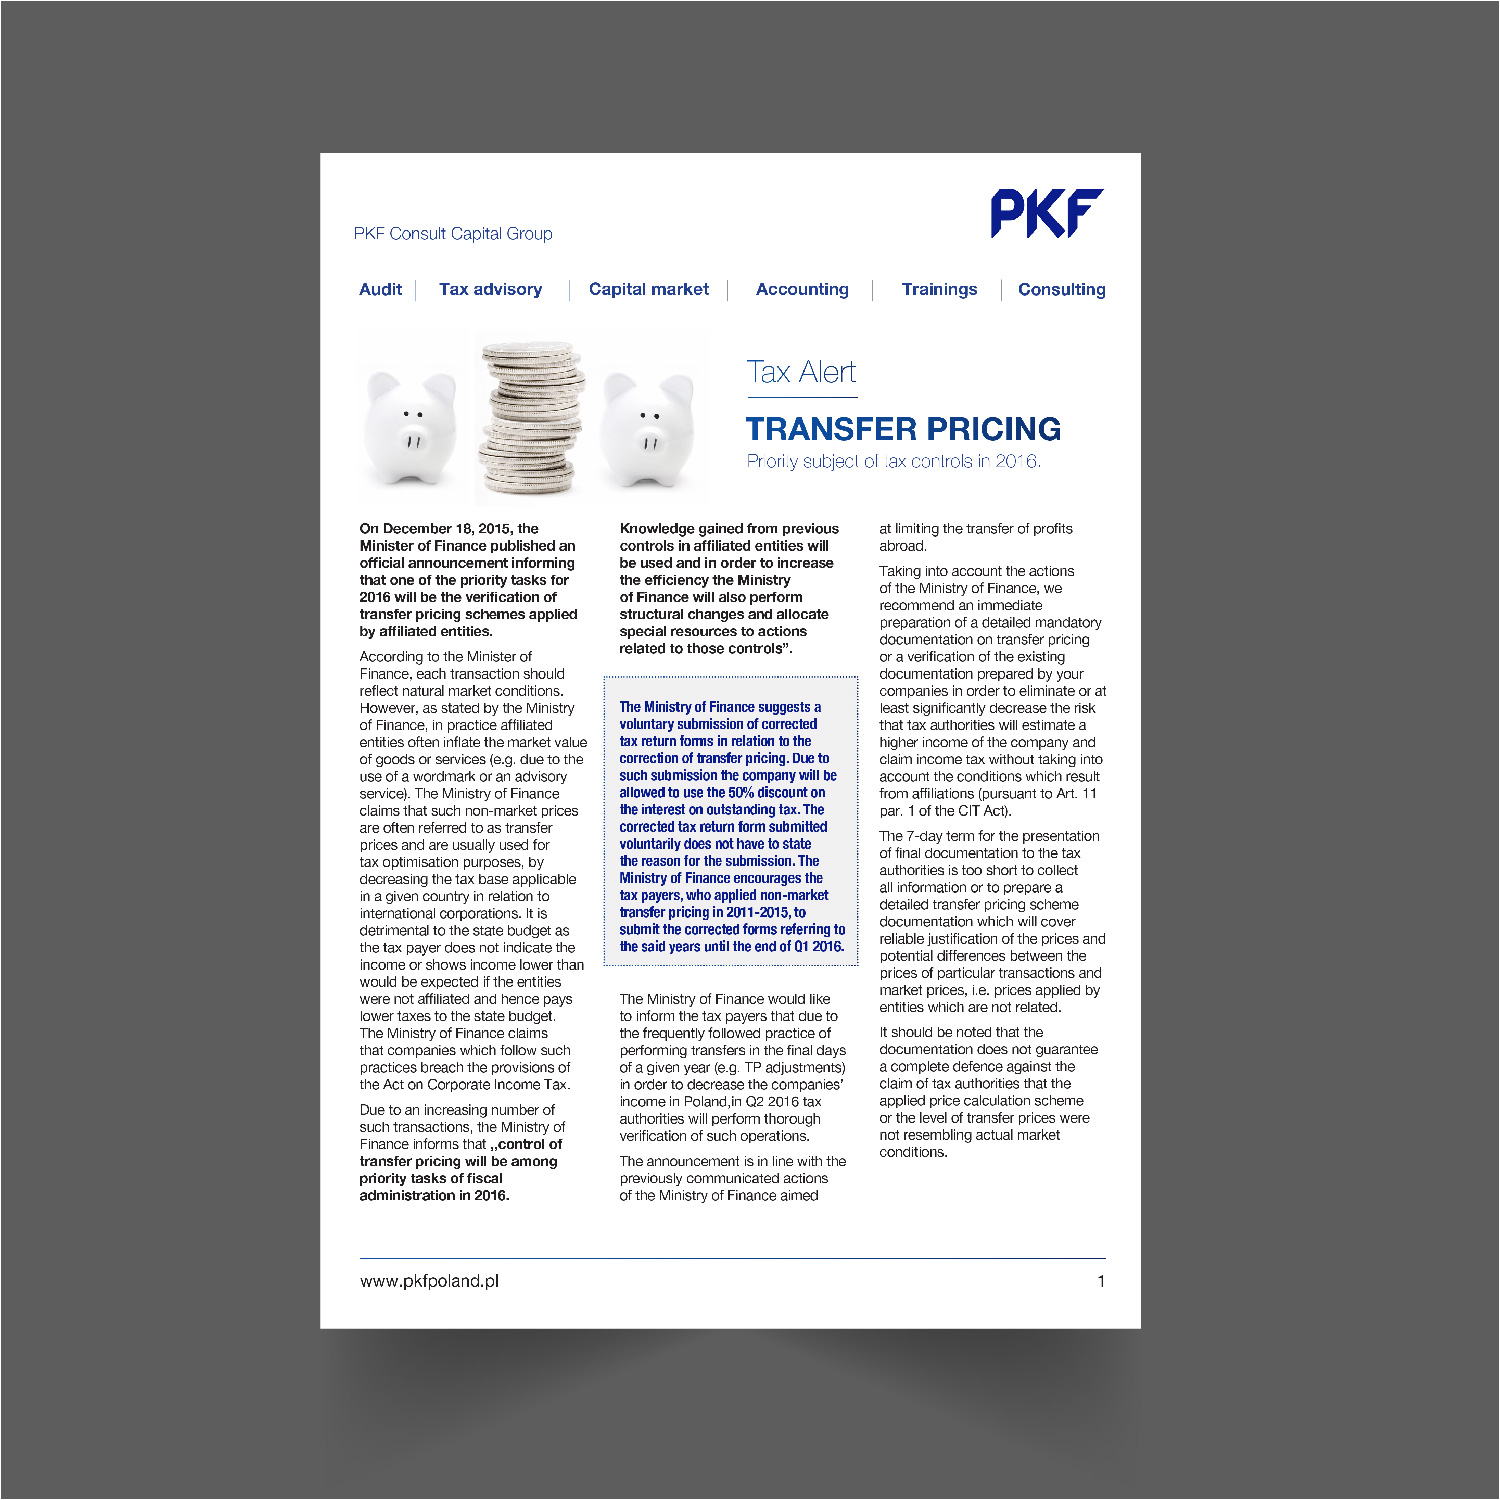 PKF
PKF Consult Capital Group
Audit
Tax advisory
Capital market
Accounting
Trainings
Consulting
Tax Alert
TRANSFER PRICING
Priority subject of tax controls in 2016.
On December 18, 2015, the
Minister of Finance published an
official announcement informing
that one of the priority tasks for
2016 will be the verification of
transfer pricing schemes applied
by affiliated entities.
According to the Minister of
Finance, each transaction should
reflect natural market conditions.
However, as stated by the Ministry
of Finance, in practice affiliated
entities often inflate the market value
of goods or services (e.g. due to the
use of a wordmark or an advisory
service). The Ministry of Finance
claims that such non-market prices
are often referred to as transfer
prices and are usually used for
tax optimisation purposes, by
decreasing the tax base applicable
in a given country in relation to
international corporations. It is
detrimental to the state budget as
the tax payer does not indicate the
income or shows income lower than
would be expected if the entities
were not affiliated and hence pays
lower taxes to the state budget.
The Ministry of Finance claims
that companies which follow such
practices breach the provisions of
the Act on Corporate Income Tax.
Due to an increasing number of
such transactions, the Ministry of
Finance informs that „control of
transfer pricing will be among
priority tasks of fiscal
administration in 2016.
Knowledge gained from previous
controls in affiliated entities will
be used and in order to increase
the efficiency the Ministry
of Finance will also perform
structural changes and allocate
special resources to actions
related to those controls”.
The Ministry of Finance suggests a
voluntary submission of corrected
tax return forms in relation to the
correction of transfer pricing. Due to
such submission the company will be
allowed to use the 50% discount on
the interest on outstanding tax. The
corrected tax return form submitted
voluntarily does not have to state
the reason for the submission. The
Ministry of Finance encourages the
tax payers, who applied non-market
transfer pricing in 2011-2015, to
submit the corrected forms referring to
the said years until the end of Q1 2016.
The Ministry of Finance would like
to inform the tax payers that due to
the frequently followed practice of
performing transfers in the final days
of a given year (e.g. TP adjustments)
in order to decrease the companies’
income in Poland,in Q2 2016 tax
authorities will perform thorough
verification of such operations.
The announcement is in line with the
previously communicated actions
of the Ministry of Finance aimed
at limiting the transfer of profits
abroad.
Taking into account the actions
of the Ministry of Finance, we
recommend an immediate
preparation of a detailed mandatory
documentation on transfer pricing
or a verification of the existing
documentation prepared by your
companies in order to eliminate or at
least significantly decrease the risk
that tax authorities will estimate a
higher income of the company and
claim income tax without taking into
account the conditions which result
from affiliations (pursuant to Art. 11
par. 1 of the CIT Act).
The 7-day term for the presentation
of final documentation to the tax
authorities is too short to collect
all information or to prepare a
detailed transfer pricing scheme
documentation which will cover
reliable justification of the prices and
potential differences between the
prices of particular transactions and
market prices, i.e. prices applied by
entities which are not related.
It should be noted that the
documentation does not guarantee
a complete defence against the
claim of tax authorities that the
applied price calculation scheme
or the level of transfer prices were
not resembling actual market
conditions.
www.pkfpoland.pl
1